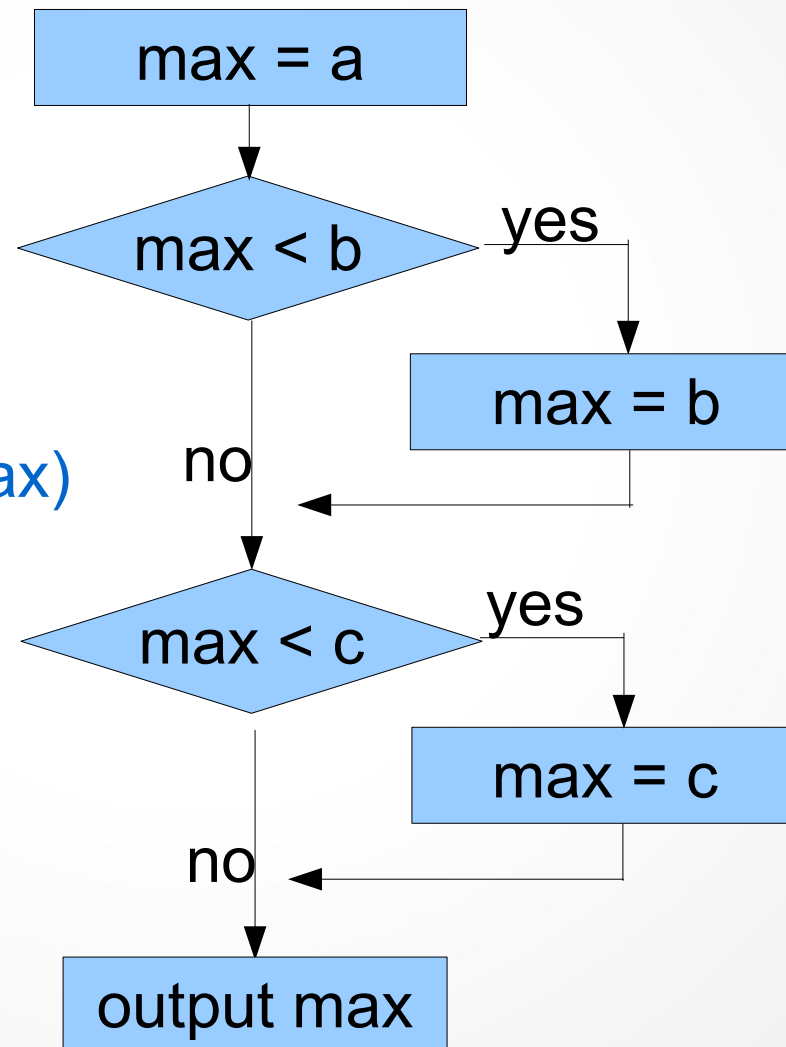 max = a
max < b
yes
max = b
no
ax)
max < c
yes
max = c
no
output max